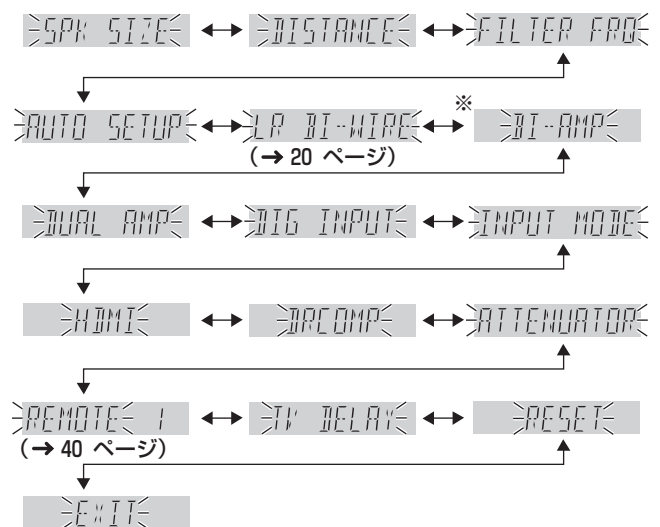 SPK SIZE DISTANCE FILTER FRQ
AUTO SETUP LR BI-WIRE ※ BI-AMP
(→ 20 ページ)
DUAL AMP DIG INPUT INPUT MODE
HDMI DRCOMP ATTENUATOR
REMOTE 1 TV DELAY RESET
(→ 40 ページ)
EXIT